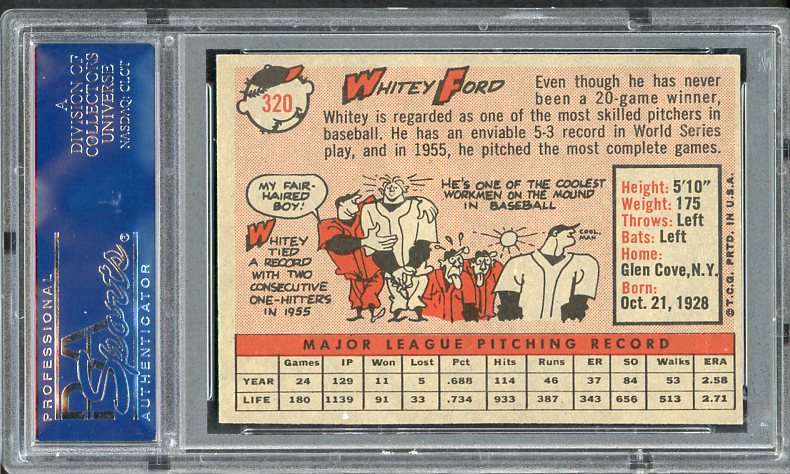 A
DIVISION OF
COLLECTORS
UNIVERSE
NASDAQ: CLCT
PROFESSIONAL
PSA
Sports®
AUTHENTICATOR
320
WHITEY FORD
Even though he has never
been a 20-game winner,
Whitey is regarded as one of the most skilled pitchers in
baseball. He has an enviable 5-3 record in World Series
play, and in 1955, he pitched the most complete games.
MY FAIR-
HAIRED
BOY!
WHITEY
TIED
A RECORD
WITH TWO
CONSECUTIVE
ONE-HITTERS
IN 1955
HE'S ONE OF THE COOLEST
WORKMEN ON THE MOUND
IN BASEBALL
COOL,
MAN
Height: 5'10"
Weight: 175
Throws: Left
Bats: Left
Home:
Glen Cove, N.Y.
Born:
Oct. 21, 1928
© T.C.G. PRTD. IN U.S.A.
MAJOR LEAGUE PITCHING RECORD
Games IP Won Lost Pct Hits Runs ER SO Walks ERA
YEAR 24 129 11 5 .688 114 46 37 84 53 2.58
LIFE 180 1139 91 33 .734 933 387 343 656 513 2.71